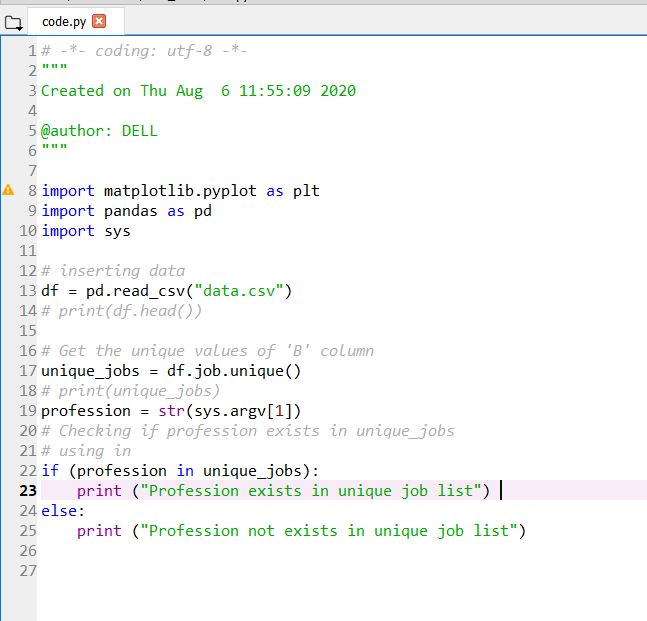 code.py
1 # -*- coding: utf-8 -*-
2 """
3 Created on Thu Aug  6 11:55:09 2020
4
5 @author: DELL
6 """
7
8 import matplotlib.pyplot as plt
9 import pandas as pd
10 import sys
11
12 # inserting data
13 df = pd.read_csv("data.csv")
14 # print(df.head())
15
16 # Get the unique values of 'B' column
17 unique_jobs = df.job.unique()
18 # print(unique_jobs)
19 profession = str(sys.argv[1])
20 # Checking if profession exists in unique_jobs
21 # using in
22 if (profession in unique_jobs):
23     print ("Profession exists in unique job list")
24 else:
25     print ("Profession not exists in unique job list")
26
27